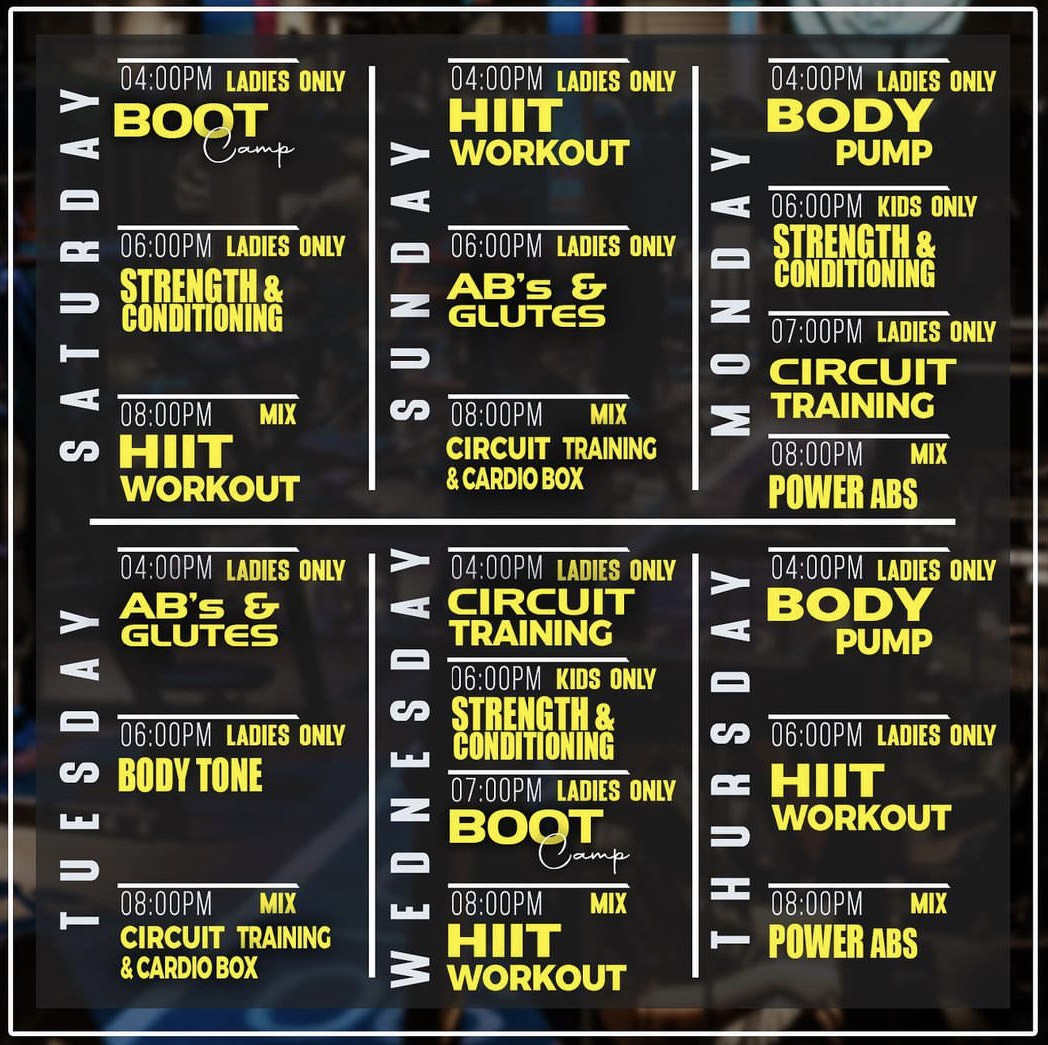 SATURDAY
04:00PM LADIES ONLY
BOOT
Camp
06:00PM LADIES ONLY
STRENGTH &
CONDITIONING
08:00PM MIX
HIIT
WORKOUT
SUNDAY
04:00PM LADIES ONLY
HIIT
WORKOUT
06:00PM LADIES ONLY
AB's &
GLUTES
08:00PM MIX
CIRCUIT TRAINING
& CARDIO BOX
MONDAY
04:00PM LADIES ONLY
BODY
PUMP
06:00PM KIDS ONLY
STRENGTH &
CONDITIONING
07:00PM LADIES ONLY
CIRCUIT
TRAINING
08:00PM MIX
POWER ABS
TUESDAY
04:00PM LADIES ONLY
AB's &
GLUTES
06:00PM LADIES ONLY
BODY TONE
08:00PM MIX
CIRCUIT TRAINING
& CARDIO BOX
WEDNESDAY
04:00PM LADIES ONLY
CIRCUIT
TRAINING
06:00PM KIDS ONLY
STRENGTH &
CONDITIONING
07:00PM LADIES ONLY
BOOT
Camp
08:00PM MIX
HIIT
WORKOUT
THURSDAY
04:00PM LADIES ONLY
BODY
PUMP
06:00PM LADIES ONLY
HIIT
WORKOUT
08:00PM MIX
POWER ABS